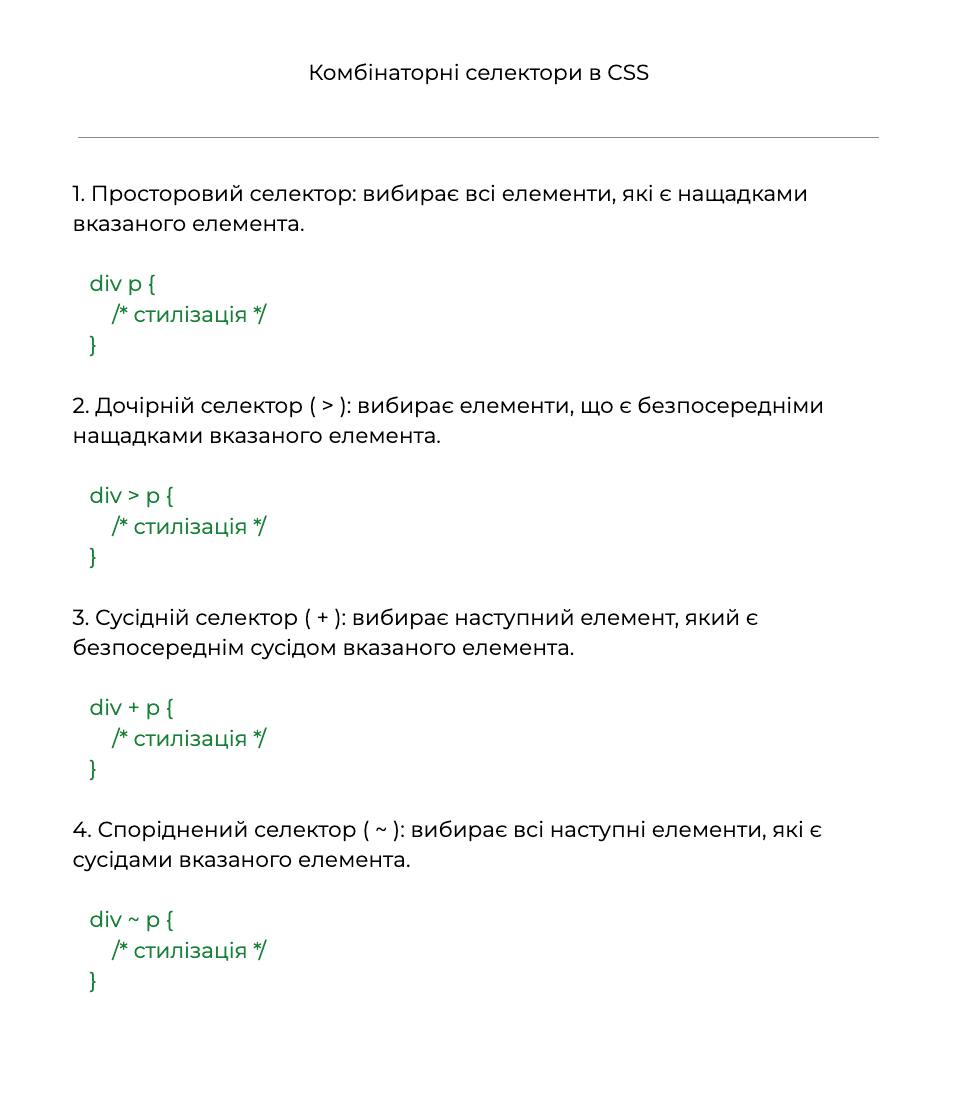 Комбінаторні селектори в CSS
1. Просторовий селектор: вибирає всі елементи, які є нащадками
вказаного елемента.
div p {
/* стилізація */
}
2. Дочірній селектор ( > ): вибирає елементи, що є безпосередніми
нащадками вказаного елемента.
div > p {
/* стилізація */
}
3. Сусідній селектор ( + ): вибирає наступний елемент, який є
безпосереднім сусідом вказаного елемента.
div + p {
/* стилізація */
}
4. Споріднений селектор ( ~ ): вибирає всі наступні елементи, які є
сусідами вказаного елемента.
div ~ p {
/* стилізація */
}